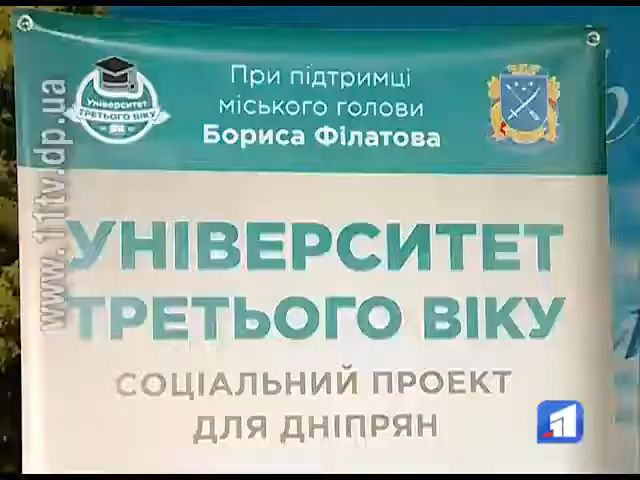 При підтримці
міського голови
Бориса Філатова
Університет
ТРЕТЬОГО ВІКУ
УНІВЕРСИТЕТ
ТРЕТЬОГО ВІКУ
СОЦІАЛЬНИЙ ПРОЕКТ
ДЛЯ ДНІПРЯН
www.11tv.dp.ua
1